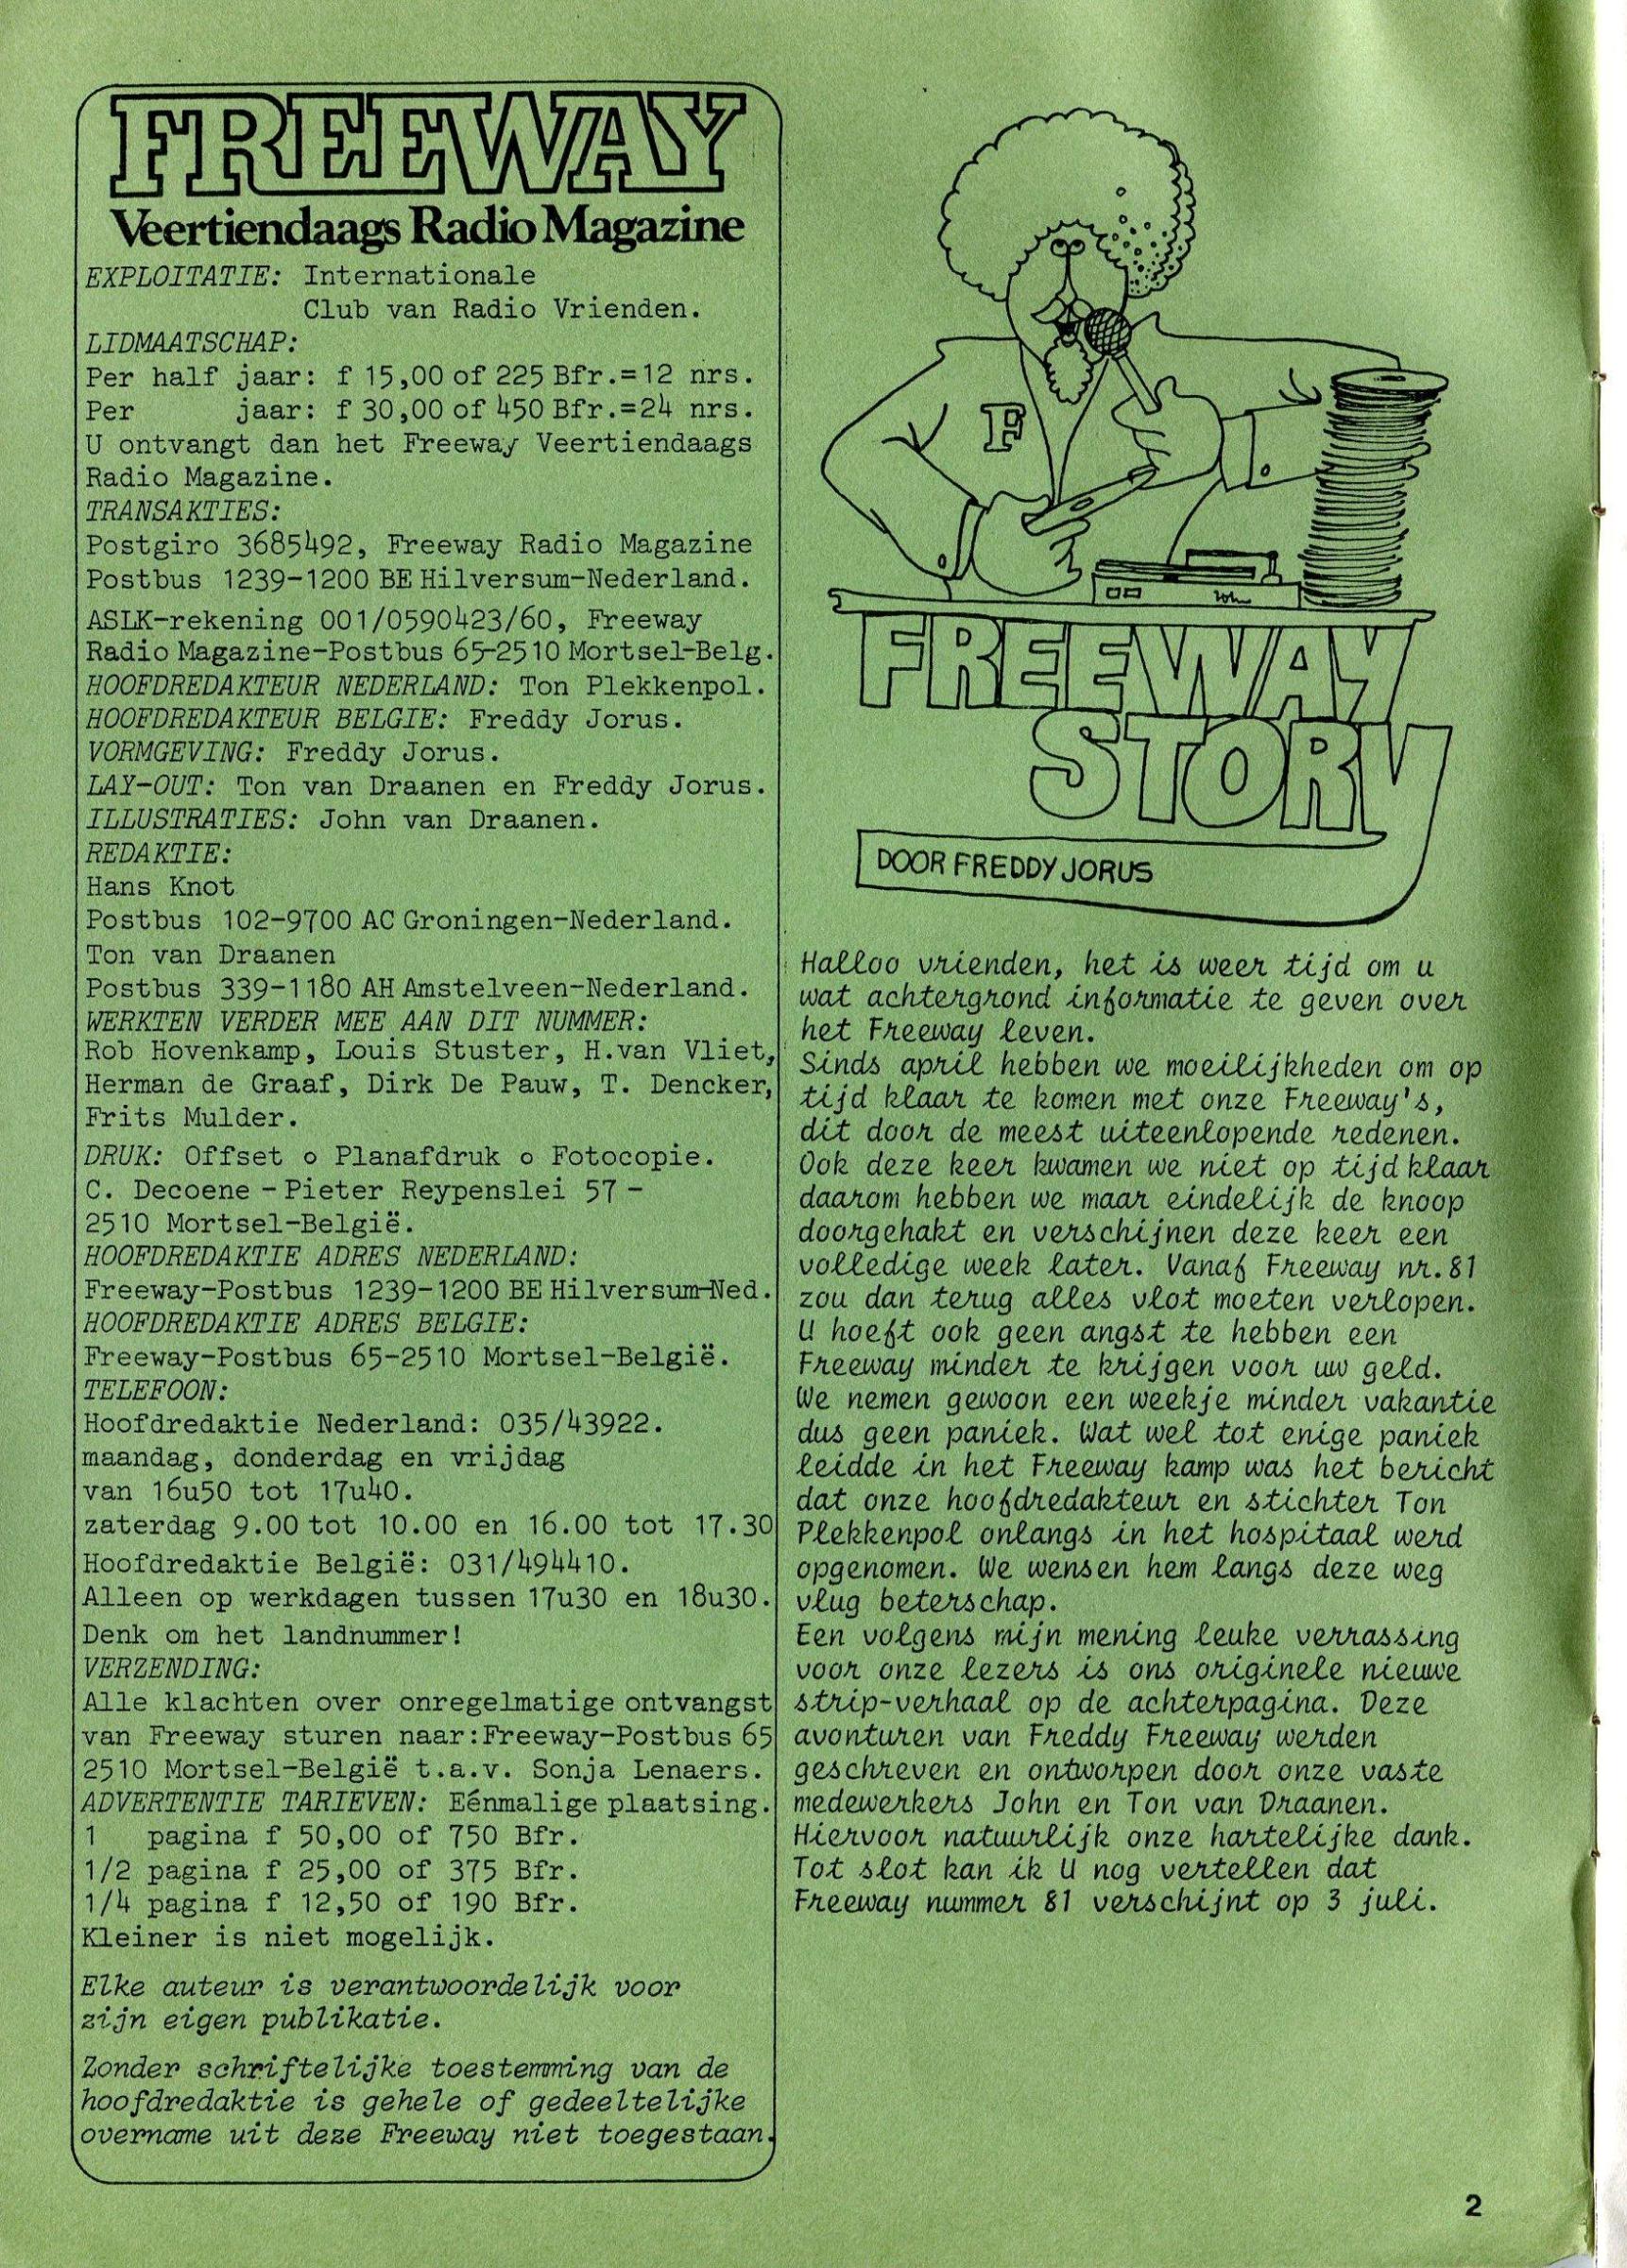 FREEWAY
Veertiendaags Radio Magazine
EXPLOITATIE: Internationale
Club van Radio Vrienden.
LIDMAATSCHAP:
Per half jaar: f 15,00 of 225 Bfr.=12 nrs.
Per jaar: f 30,00 of 450 Bfr.=24 nrs.
U ontvangt dan het Freeway Veertiendaags
Radio Magazine.
TRANSAKTIES:
Postgiro 3685492, Freeway Radio Magazine
Postbus 1239-1200 BE Hilversum-Nederland.
ASLK-rekening 001/0590423/60, Freeway
Radio Magazine-Postbus 65-2510 Mortsel-Belg.
HOOFDREDAKTEUR NEDERLAND: Ton Plekkenpol.
HOOFDREDAKTEUR BELGIE: Freddy Jorus.
VORMGEVING: Freddy Jorus.
LAY-OUT: Ton van Draanen en Freddy Jorus.
ILLUSTRATIES: John van Draanen.
REDAKTIE:
Hans Knot
Postbus 102-9700 AC Groningen-Nederland.
Ton van Draanen
Postbus 339-1180 AH Amstelveen-Nederland.
WERKTEN VERDER MEE AAN DIT NUMMER:
Rob Hovenkamp, Louis Stuster, H.van Vliet,
Herman de Graaf, Dirk De Pauw, T. Dencker,
Frits Mulder.
DRUK: Offset o Planafdruk o Fotocopie.
C. Decoene - Pieter Reypenslei 57 -
2510 Mortsel-België.
HOOFDREDAKTIE ADRES NEDERLAND:
Freeway-Postbus 1239-1200 BE Hilversum-Ned.
HOOFDREDAKTIE ADRES BELGIE:
Freeway-Postbus 65-2510 Mortsel-België.
TELEFOON:
Hoofdredaktie Nederland: 035/43922.
maandag, donderdag en vrijdag
van 16u50 tot 17u40.
zaterdag 9.00 tot 10.00 en 16.00 tot 17.30
Hoofdredaktie België: 031/494410.
Alleen op werkdagen tussen 17u30 en 18u30.
Denk om het landnummer!
VERZENDING:
Alle klachten over onregelmatige ontvangst
van Freeway sturen naar:Freeway-Postbus 65
2510 Mortsel-België t.a.v. Sonja Lenaers.
ADVERTENTIE TARIEVEN: Eénmalige plaatsing.
1 pagina f 50,00 of 750 Bfr.
1/2 pagina f 25,00 of 375 Bfr.
1/4 pagina f 12,50 of 190 Bfr.
Kleiner is niet mogelijk.
Elke auteur is verantwoordelijk voor
zijn eigen publikatie.
Zonder schriftelijke toestemming van de
hoofdredaktie is gehele of gedeeltelijke
overname uit deze Freeway niet toegestaan.
F
John
FREEWAY
STORY
DOOR FREDDY JORUS
Halloo vrienden, het is weer tijd om u
wat achtergrond informatie te geven over
het Freeway leven.
Sinds april hebben we moeilijkheden om op
tijd klaar te komen met onze Freeway's,
dit door de meest uiteenlopende redenen.
Ook deze keer kwamen we niet op tijd klaar
daarom hebben we maar eindelijk de knoop
doorgehakt en verschijnen deze keer een
volledige week later. Vanaf Freeway nr.81
zou dan terug alles vlot moeten verlopen.
U hoeft ook geen angst te hebben een
Freeway minder te krijgen voor uw geld.
We nemen gewoon een weekje minder vakantie
dus geen paniek. Wat wel tot enige paniek
leidde in het Freeway kamp was het bericht
dat onze hoofdredakteur en stichter Ton
Plekkenpol onlangs in het hospitaal werd
opgenomen. We wensen hem langs deze weg
vlug beterschap.
Een volgens mijn mening leuke verrassing
voor onze lezers is ons originele nieuwe
strip-verhaal op de achterpagina. Deze
avonturen van Freddy Freeway werden
geschreven en ontworpen door onze vaste
medewerkers John en Ton van Draanen.
Hiervoor natuurlijk onze hartelijke dank.
Tot slot kan ik U nog vertellen dat
Freeway nummer 81 verschijnt op 3 juli.
2